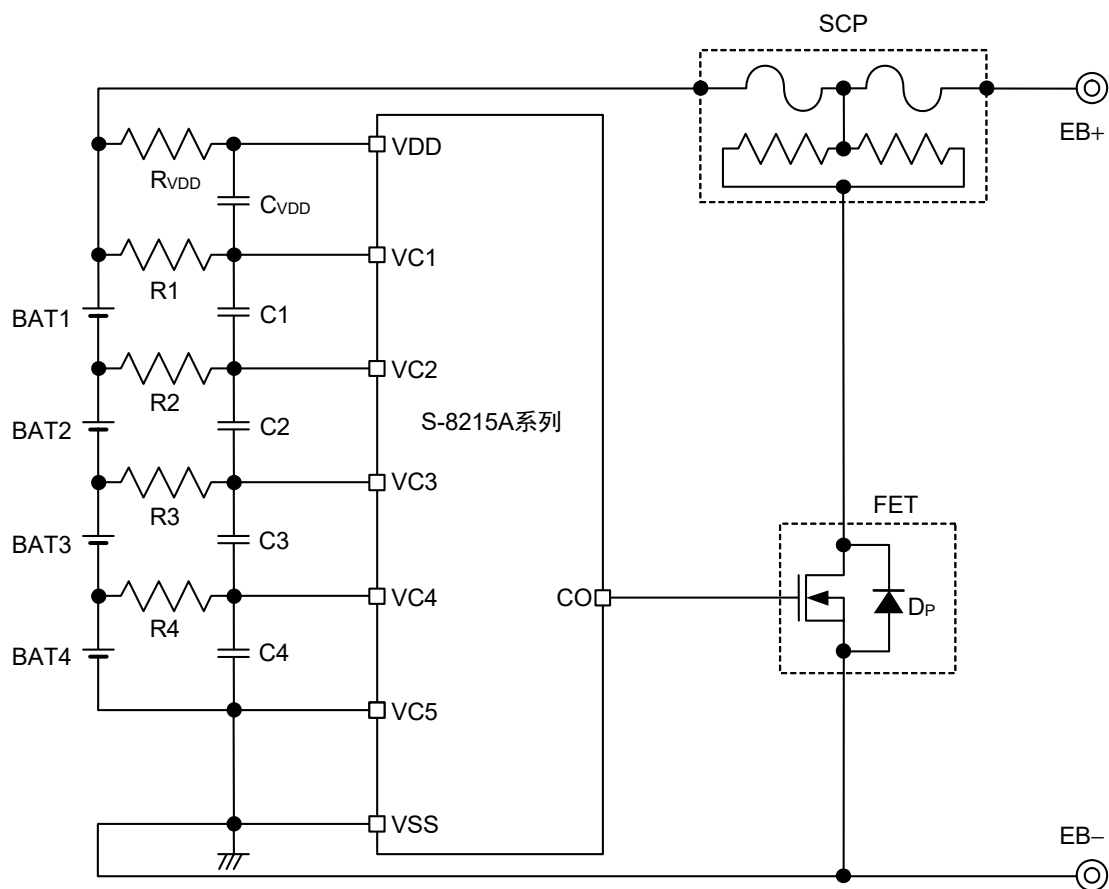 SCP
EB+
VDD
RVDD
CVDD
VC1
R1
BAT1
C1
VC2
R2
S-8215A系列
BAT2
C2
VC3
R3
FET
BAT3
C3
VC4
CO
DP
R4
BAT4
C4
VC5
VSS
EB−